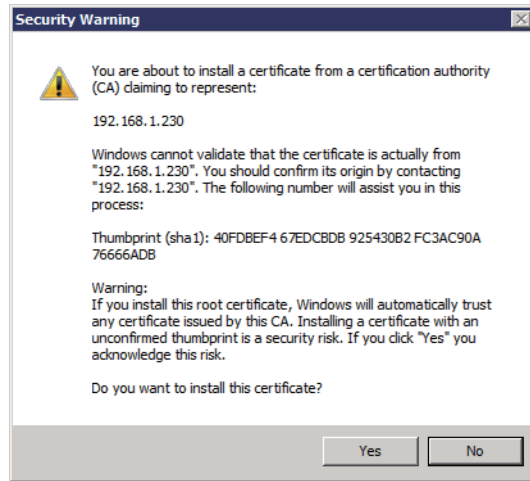 Security Warning
You are about to install a certificate from a certification authority
(CA) claiming to represent:
192.168.1.230
Windows cannot validate that the certificate is actually from
"192.168.1.230". You should confirm its origin by contacting
"192.168.1.230". The following number will assist you in this
process:
Thumbprint (sha1): 40FDBEF4 67EDCBDB 925430B2 FC3AC90A
76666ADB
Warning:
If you install this root certificate, Windows will automatically trust
any certificate issued by this CA. Installing a certificate with an
unconfirmed thumbprint is a security risk. If you click "Yes" you
acknowledge this risk.
Do you want to install this certificate?
Yes
No